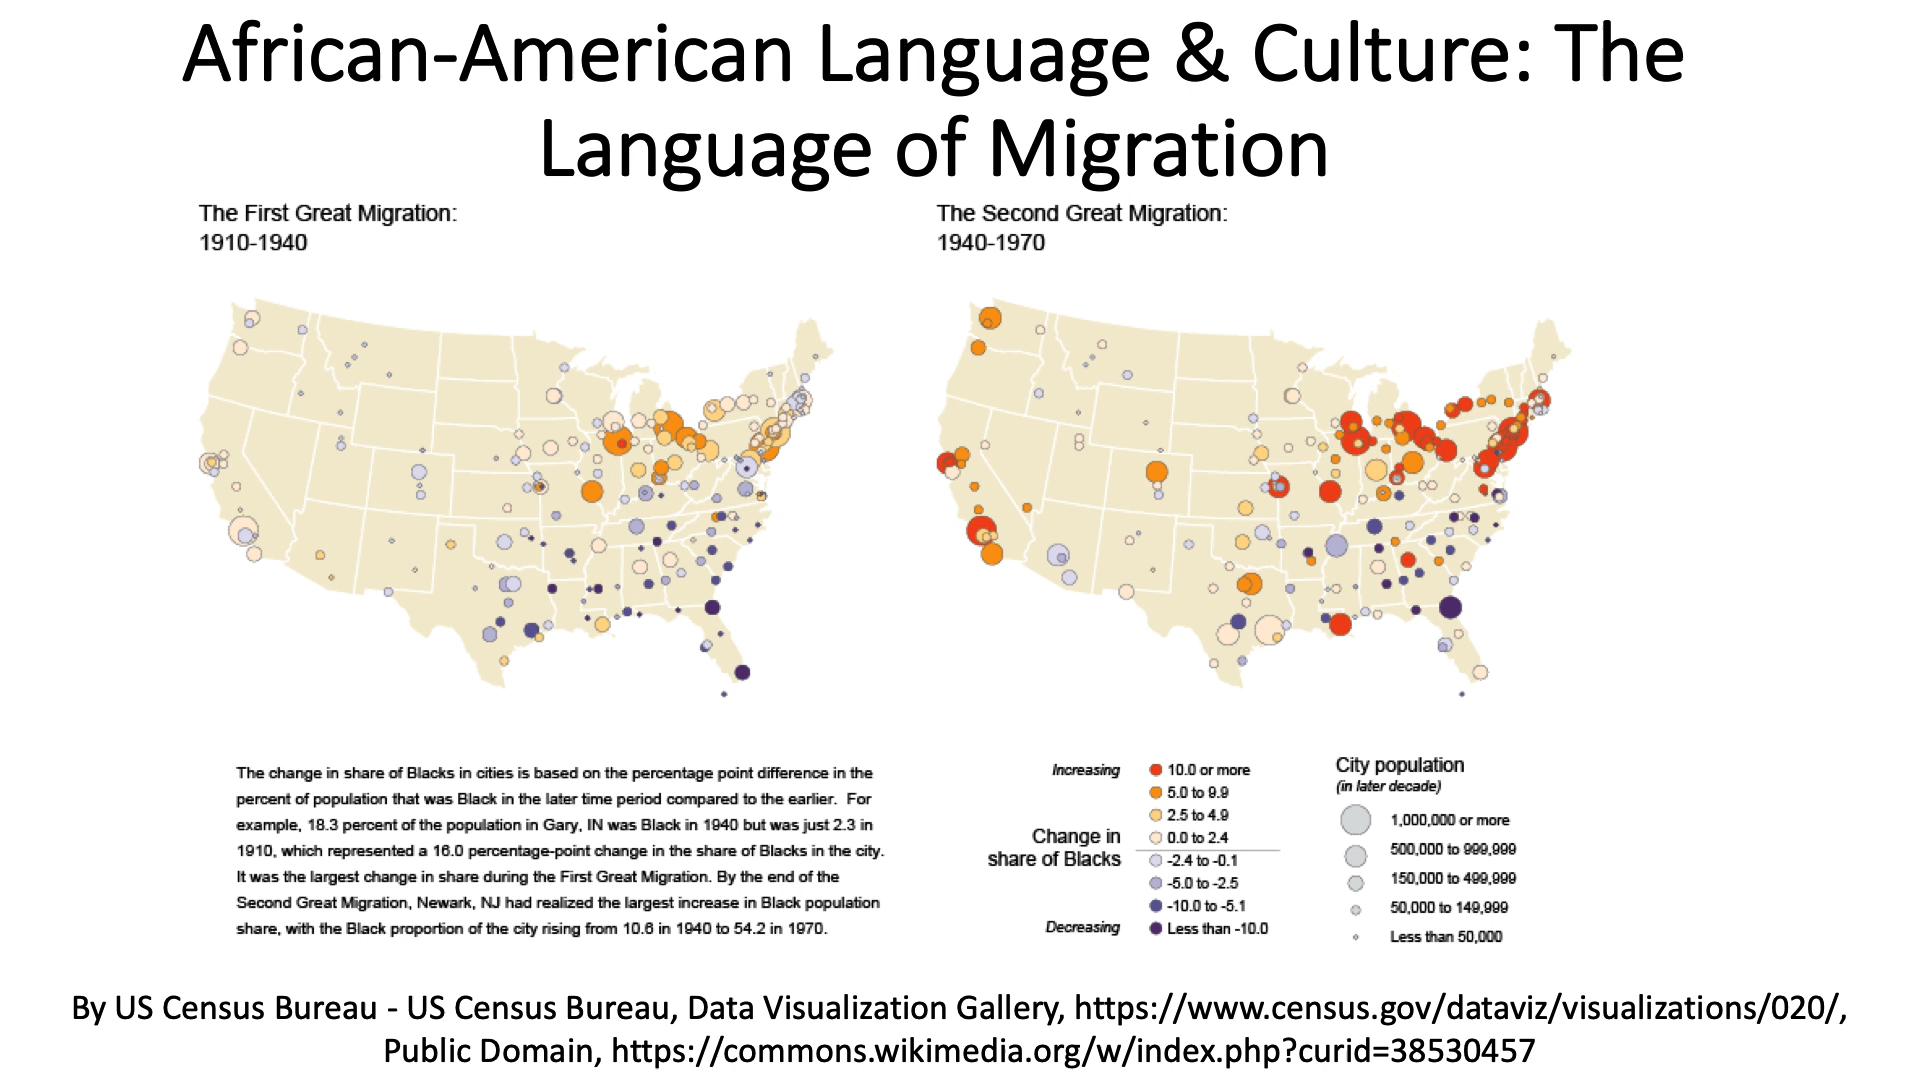 African-American Language & Culture: The
Language of Migration
The First Great Migration:
1910-1940
The Second Great Migration:
1940-1970
The change in share of Blacks in cities is based on the percentage point difference in the
percent of population that was Black in the later time period compared to the earlier. For
example, 18.3 percent of the population in Gary, IN was Black in 1940 but was just 2.3 in
1910, which represented a 16.0 percentage-point change in the share of Blacks in the city.
It was the largest change in share during the First Great Migration. By the end of the
Second Great Migration, Newark, NJ had realized the largest increase in Black population
share, with the Black proportion of the city rising from 10.6 in 1940 to 54.2 in 1970.
Increasing
Change in
share of Blacks
Decreasing
10.0 or more
5.0 to 9.9
2.5 to 4.9
0.0 to 2.4
-2.4 to -0.1
-5.0 to -2.5
-10.0 to -5.1
Less than -10.0
City population
(in later decade)
1,000,000 or more
500,000 to 999,999
150,000 to 499,999
50,000 to 149,999
Less than 50,000
By US Census Bureau - US Census Bureau, Data Visualization Gallery, https://www.census.gov/dataviz/visualizations/020/,
Public Domain, https://commons.wikimedia.org/w/index.php?curid=38530457